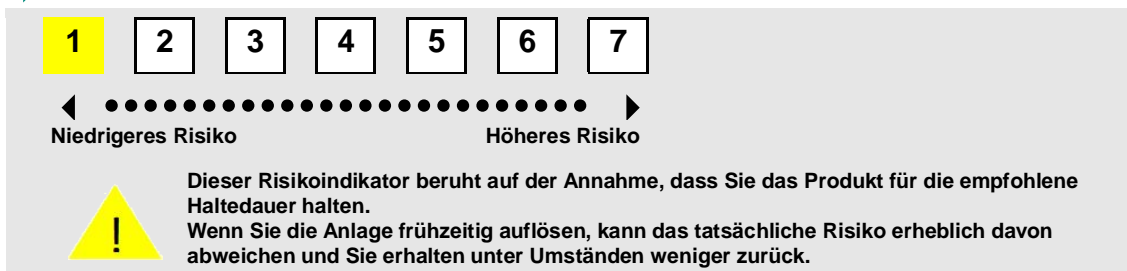 1 2 3 4 5 6 7
Niedrigeres Risiko Höheres Risiko
Dieser Risikoindikator beruht auf der Annahme, dass Sie das Produkt für die empfohlene
Haltedauer halten.
!
Wenn Sie die Anlage frühzeitig auflösen, kann das tatsächliche Risiko erheblich davon
abweichen und Sie erhalten unter Umständen weniger zurück.